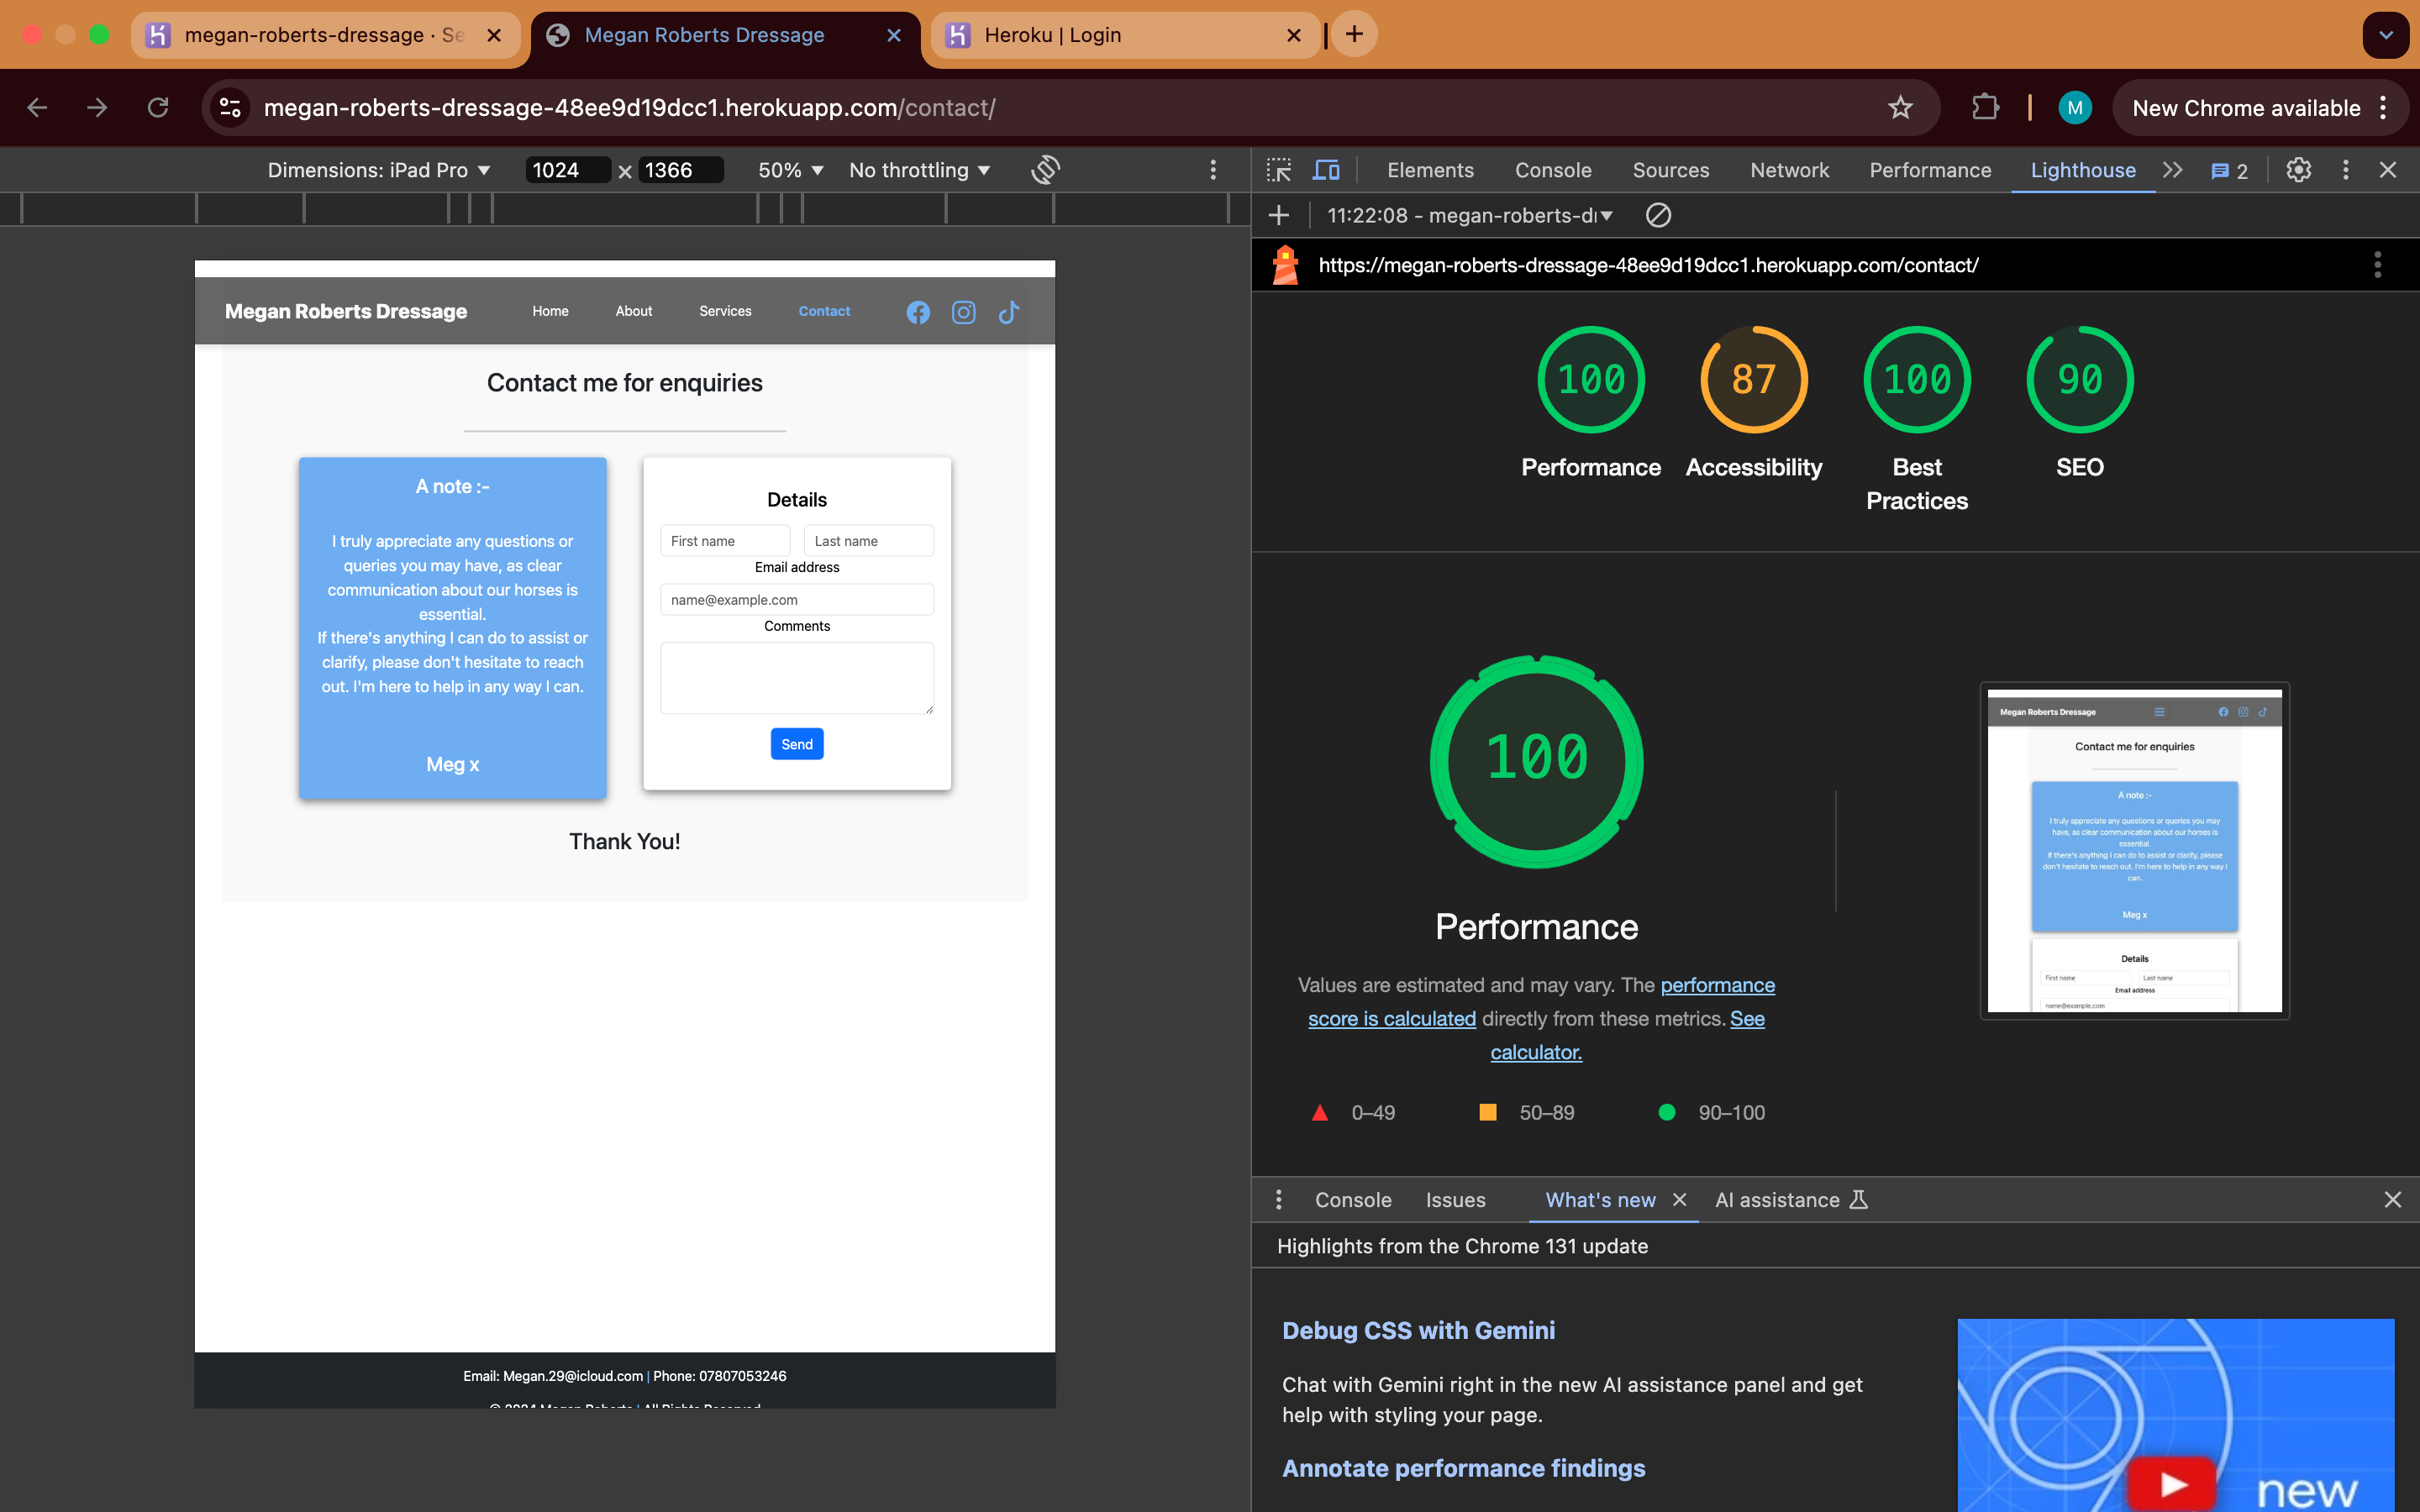 megan-roberts-dressage · Se
Megan Roberts Dressage
Heroku | Login
megan-roberts-dressage-48ee9d19dcc1.herokuapp.com/contact/
M
New Chrome available
Dimensions: iPad Pro
1024 × 1366
50%
No throttling
Elements
Console
Sources
Network
Performance
Lighthouse
2
11:22:08 - megan-roberts-dr
https://megan-roberts-dressage-48ee9d19dcc1.herokuapp.com/contact/
Megan Roberts Dressage
Home
About
Services
Contact
Contact me for enquiries
A note :-
I truly appreciate any questions or
queries you may have, as clear
communication about our horses is
essential.
If there's anything I can do to assist or
clarify, please don't hesitate to reach
out. I'm here to help in any way I can.
Meg x
Details
First name
Last name
Email address
name@example.com
Comments
Send
Thank You!
Email: Megan.29@icloud.com | Phone: 07807053246
© 2024 Megan Roberts | All Rights Reserved
100
Performance
87
Accessibility
100
Best
Practices
90
SEO
100
Performance
Values are estimated and may vary. The performance
score is calculated directly from these metrics. See
calculator.
0–49
50–89
90–100
Megan Roberts Dressage
Contact me for enquiries
A note :-
I truly appreciate any questions or queries you may
have, as clear communication about our horses is
essential.
If there's anything I can do to assist or clarify, please
don't hesitate to reach out. I'm here to help in any way I
can.
Meg x
Details
First name
Last name
Email address
name@example.com
Console
Issues
What's new
AI assistance
Highlights from the Chrome 131 update
Debug CSS with Gemini
Chat with Gemini right in the new AI assistance panel and get
help with styling your page.
Annotate performance findings
new